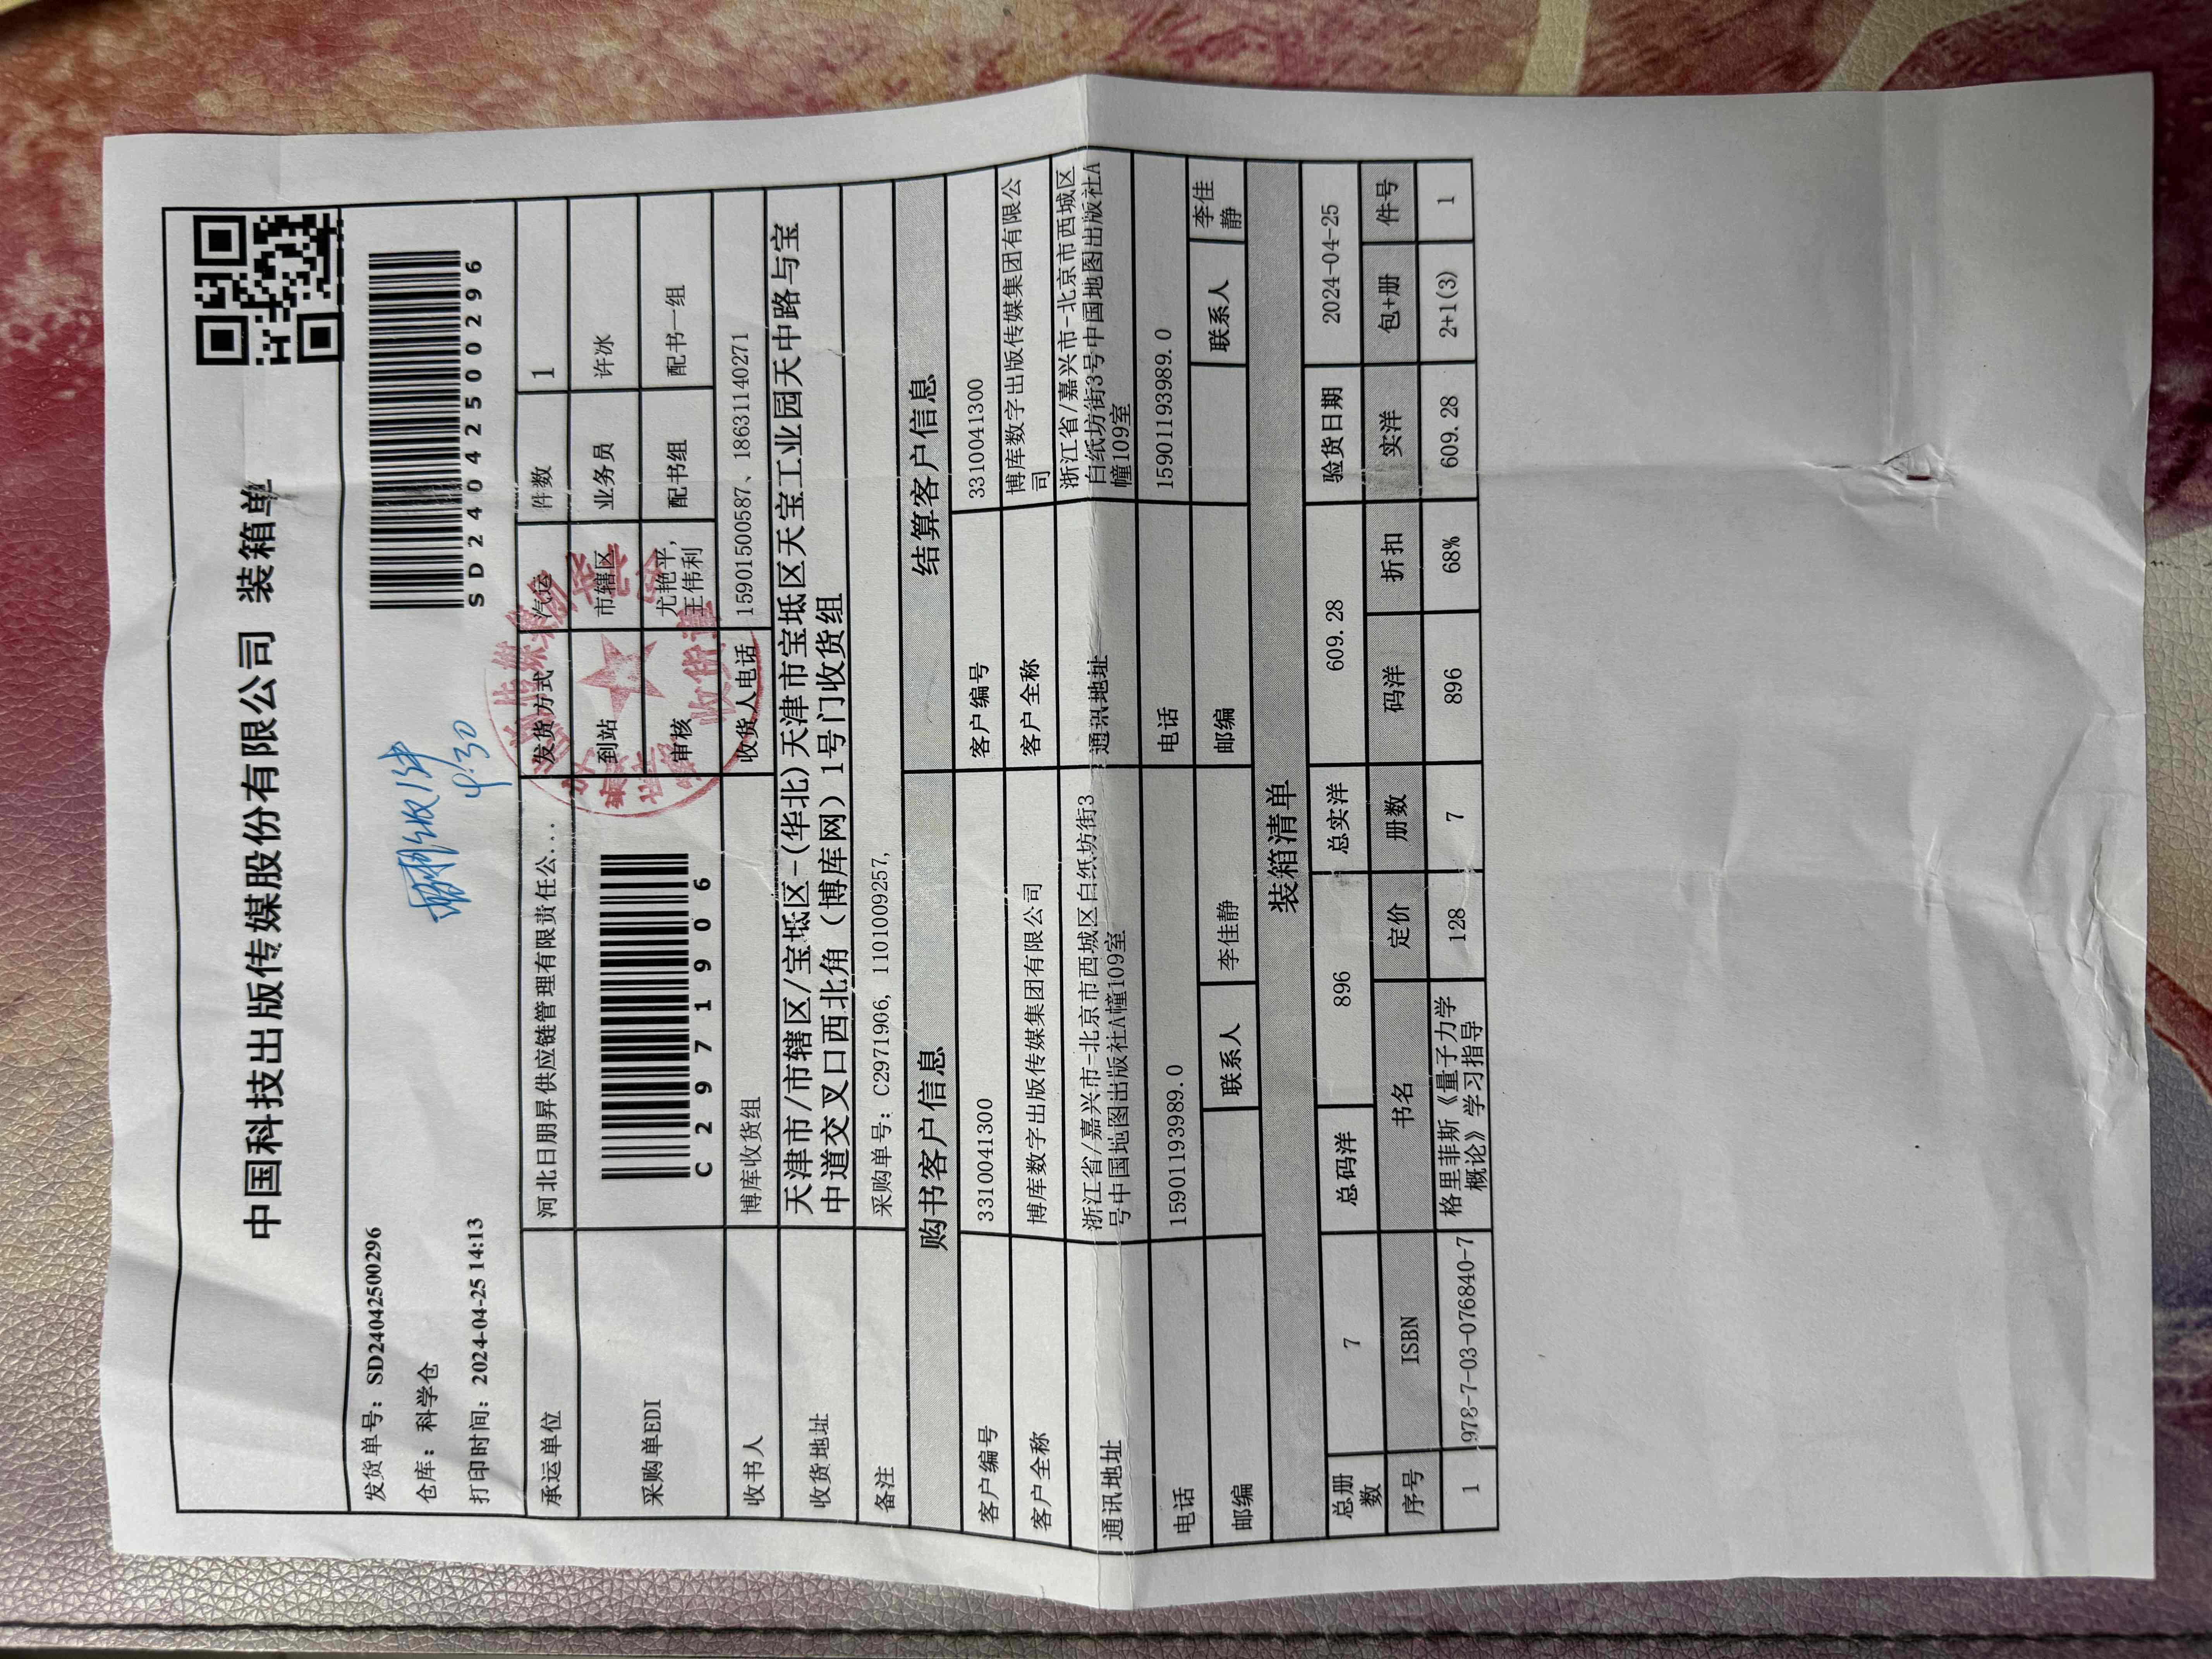 中国科技出版传媒股份有限公司 装箱单
发货单号：SD24042500296
仓库：科学仓
打印时间：2024-04-25 14:13
SD24042500296
4.30
承运单位 河北日朋昇供应链管理有限责任公... 发货方式 汽运 件数 1
采购单EDI C2971906 到站 市辖区 业务员 许冰
审核 尤艳平,
王伟利 配书组 配书一组
收书人 博库收货组 收货人电话 15901500587、18631140271
收货地址 天津市/市辖区/宝坻区-(华北)天津市宝坻区天宝工业园天中路与宝
中道交叉口西北角（博库网）1号门收货组
备注 采购单号: C2971906, 1101009257,
购书客户信息 结算客户信息
客户编号 3310041300 客户编号 3310041300
客户全称 博库数字出版传媒集团有限公司 客户全称 博库数字出版传媒集团有限公
司
通讯地址 浙江省/嘉兴市-北京市西城区白纸坊街3
号中国地图出版社A幢109室 通讯地址 浙江省/嘉兴市-北京市西城区
白纸坊街3号中国地图出版社A
幢109室
电话 15901193989.0 电话 15901193989.0
邮编 联系人 李佳静 邮编 联系人 李佳
静
装箱清单
总册
数 7 总码洋 896 总实洋 609.28 验货日期 2024-04-25
序号 ISBN 书名 定价 册数 码洋 折扣 实洋 包+册 件号
1 978-7-03-076840-7 格里菲斯《量子力学
概论》学习指导 128 7 896 68% 609.28 2+1(3) 1